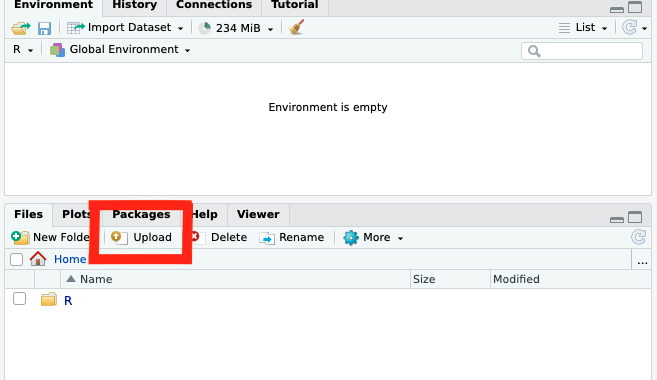 Environment History Connections Tutorial
Import Dataset 234 MiB List
R Global Environment
Environment is empty
Files Plots Packages Help Viewer
New Folde Upload Delete Rename More
Home ...
Name Size Modified
R